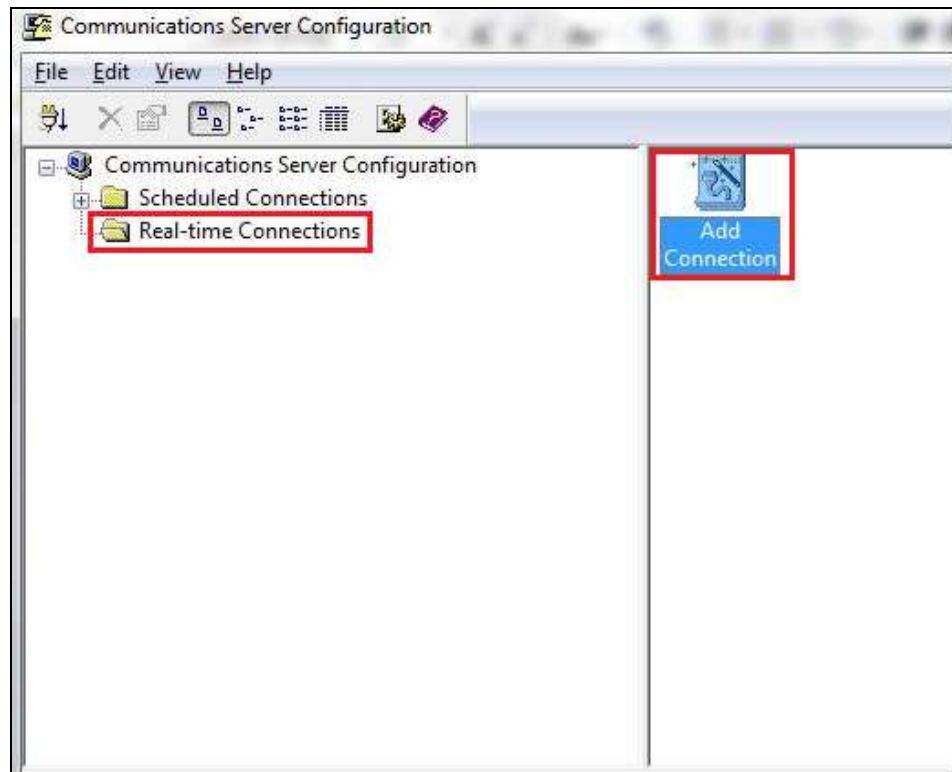 Communications Server Configuration
File Edit View Help
Communications Server Configuration
Scheduled Connections
Real-time Connections
Add
Connection